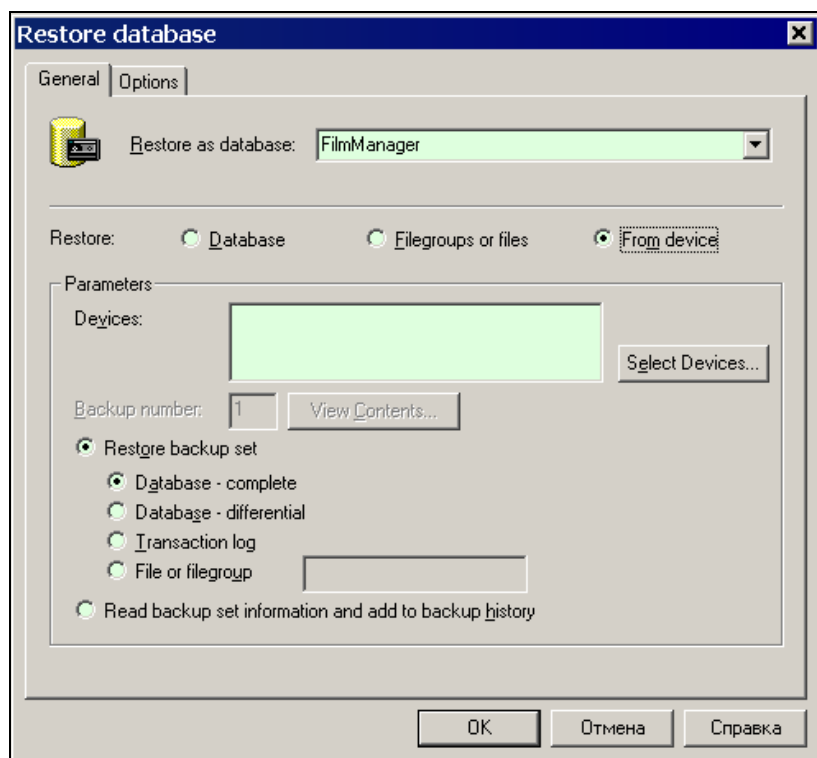 Restore database
General Options
Restore as database: FilmManager
Restore: Database Filegroups or files From device
Parameters
Devices:
Select Devices...
Backup number: 1 View Contents...
Restore backup set
Database - complete
Database - differential
Transaction log
File or filegroup
Read backup set information and add to backup history
OK Отмена Справка